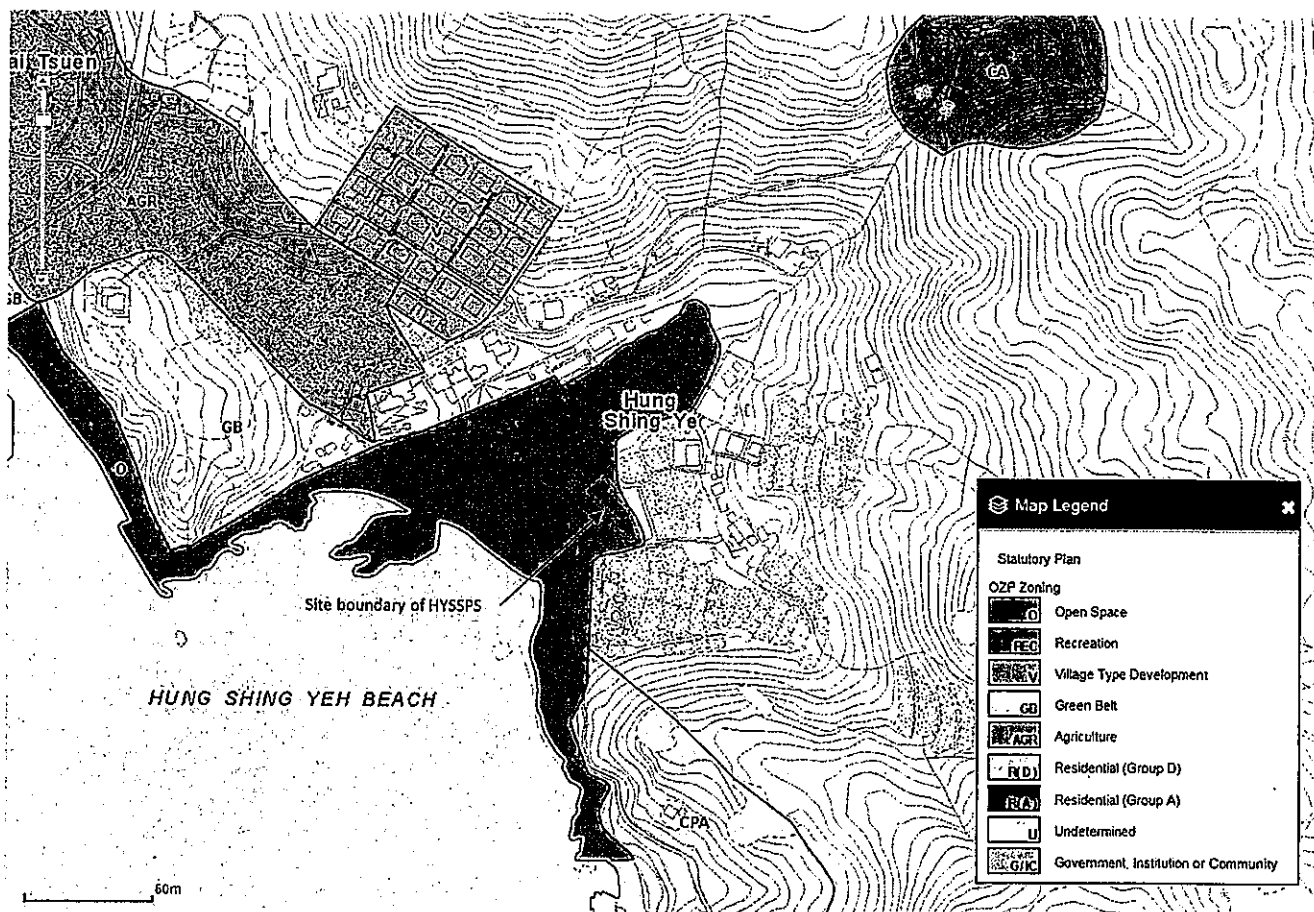 ai Tsuen
CA
AGR
V
GB
GB
O
Hung
Shing Ye
Site boundary of HYSSPS
HUNG SHING YEH BEACH
CPA
60m
Map Legend
Statutory Plan
OZP Zoning
O Open Space
REC Recreation
V Village Type Development
GB Green Belt
AGR Agriculture
R(D) Residential (Group D)
R(A) Residential (Group A)
U Undetermined
G/IC Government, Institution or Community